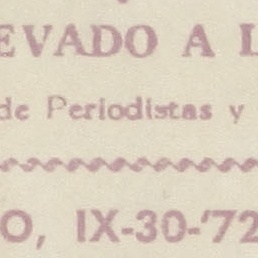 EVADO A L
de Periodistas y
O, IX-30-'72